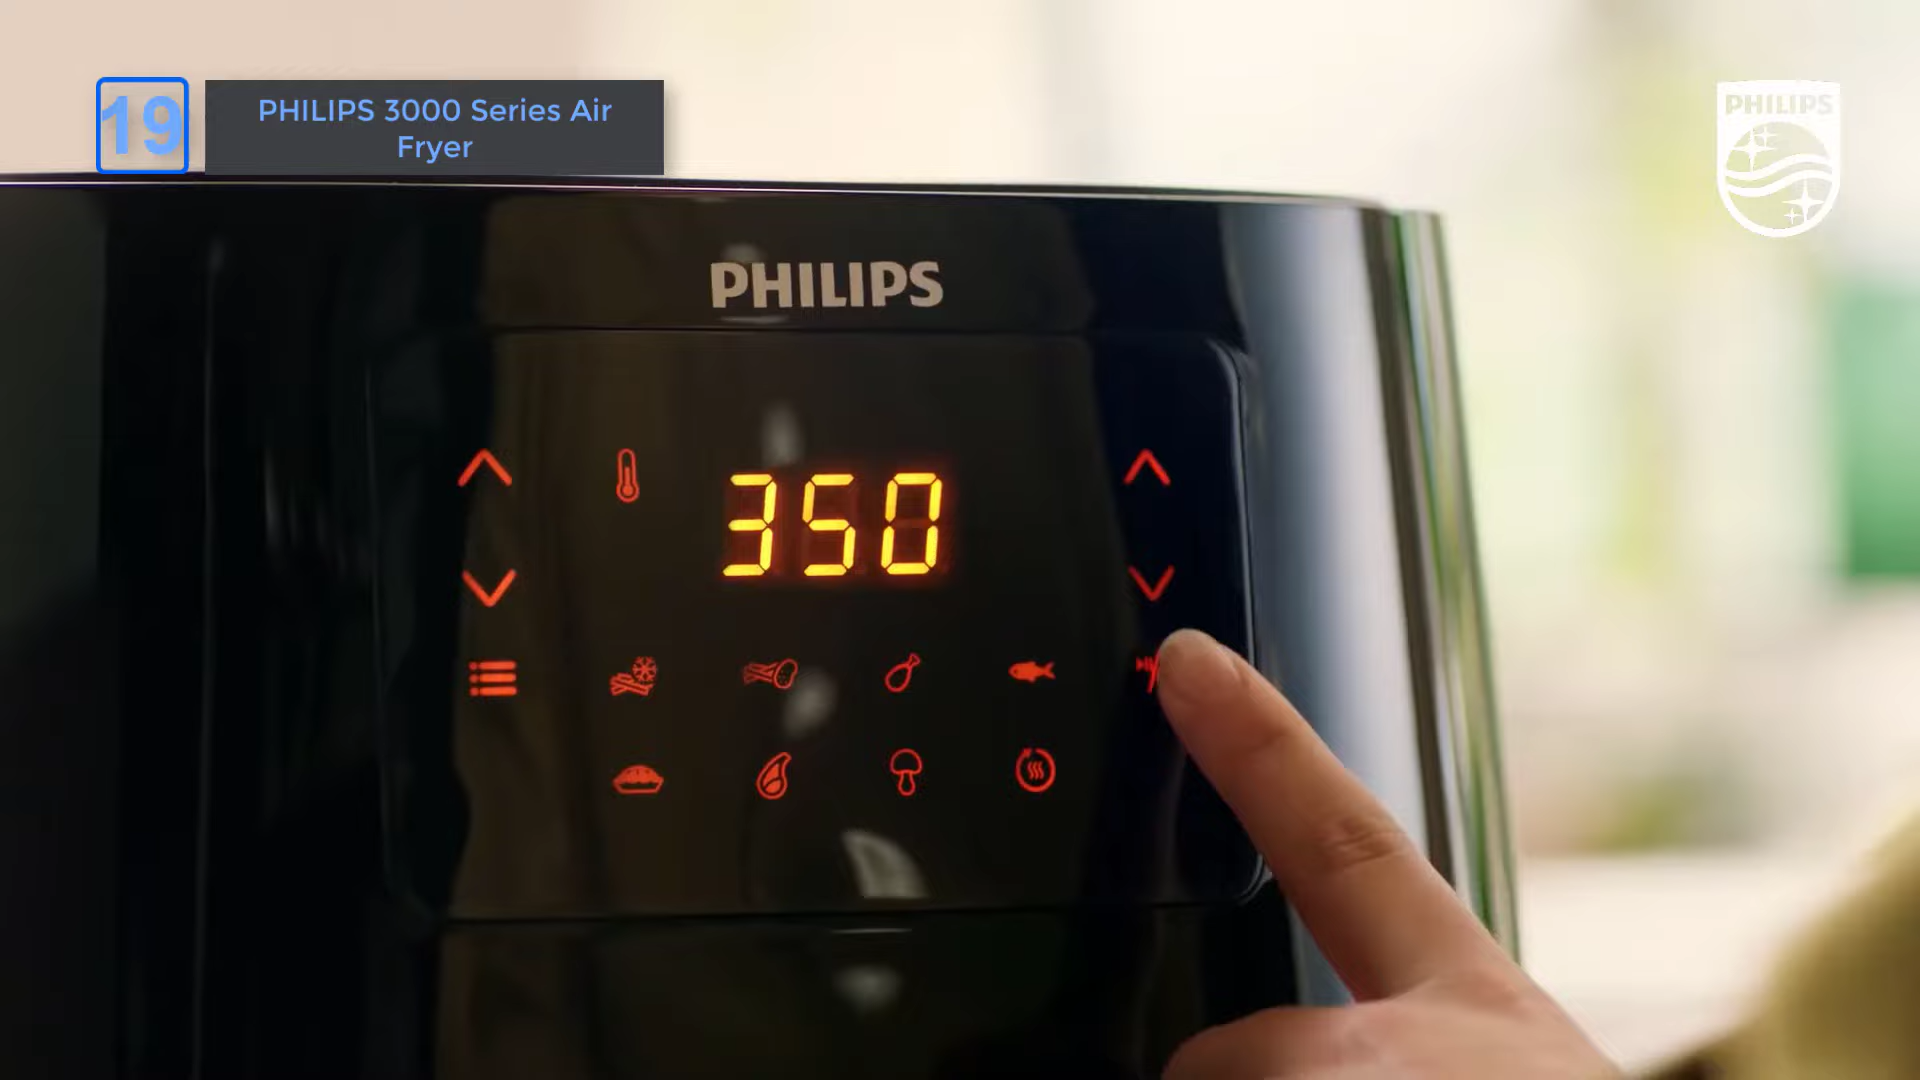 19
PHILIPS 3000 Series Air
Fryer
PHILIPS
PHILIPS
350